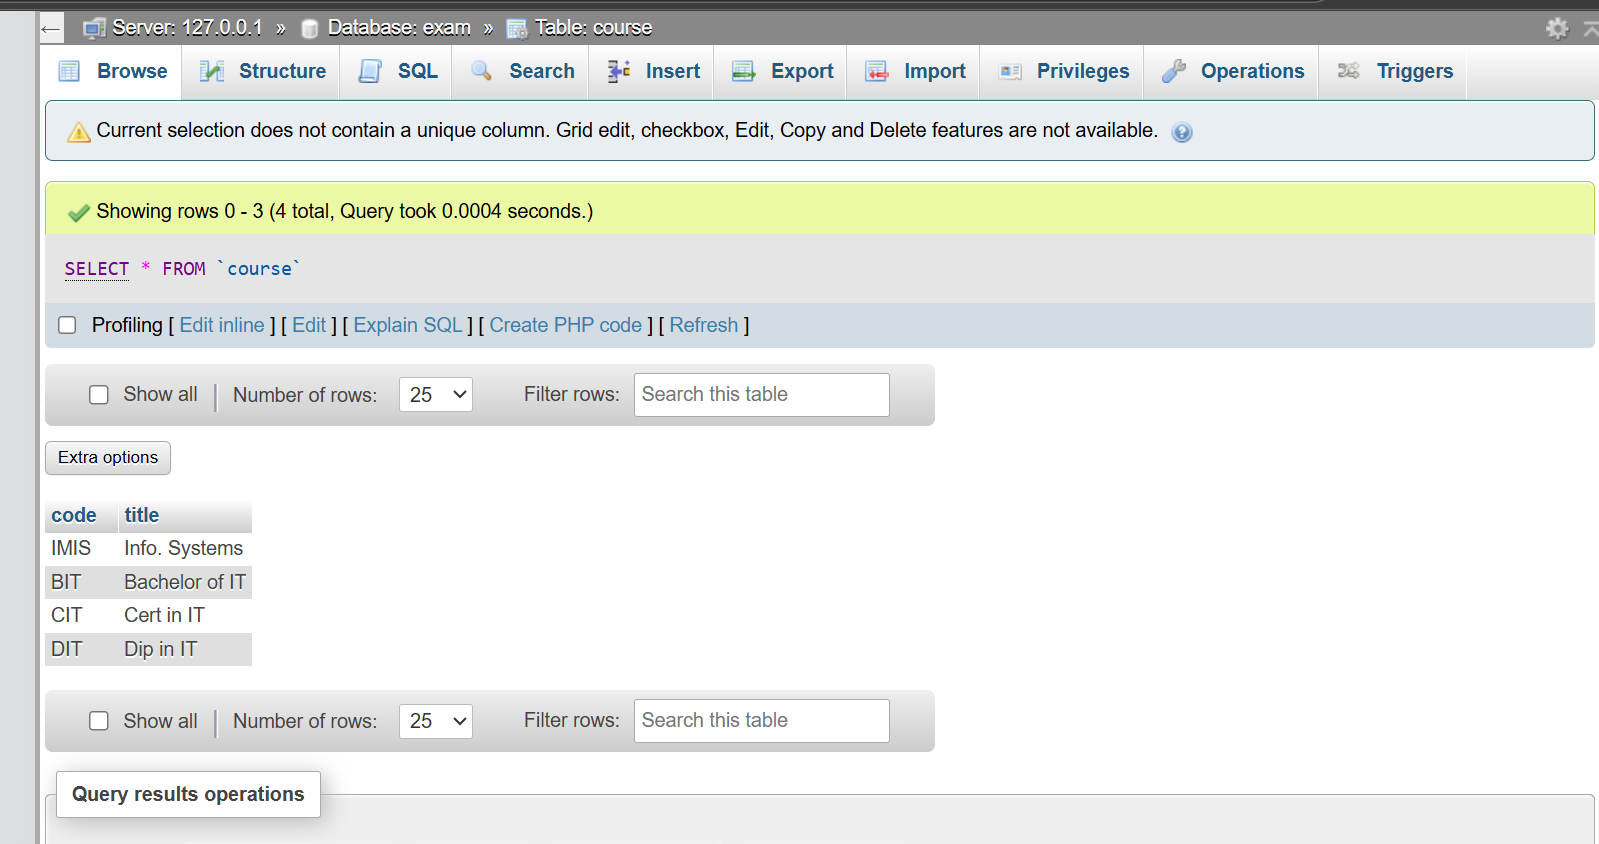 ← Server: 127.0.0.1 » Database: exam » Table: course
Browse Structure SQL Search Insert Export Import Privileges Operations Triggers
Current selection does not contain a unique column. Grid edit, checkbox, Edit, Copy and Delete features are not available.
Showing rows 0 - 3 (4 total, Query took 0.0004 seconds.)
SELECT * FROM `course`
Profiling [ Edit inline ] [ Edit ] [ Explain SQL ] [ Create PHP code ] [ Refresh ]
Show all | Number of rows: 25 Filter rows: Search this table
Extra options
code title
IMIS Info. Systems
BIT Bachelor of IT
CIT Cert in IT
DIT Dip in IT
Show all | Number of rows: 25 Filter rows: Search this table
Query results operations